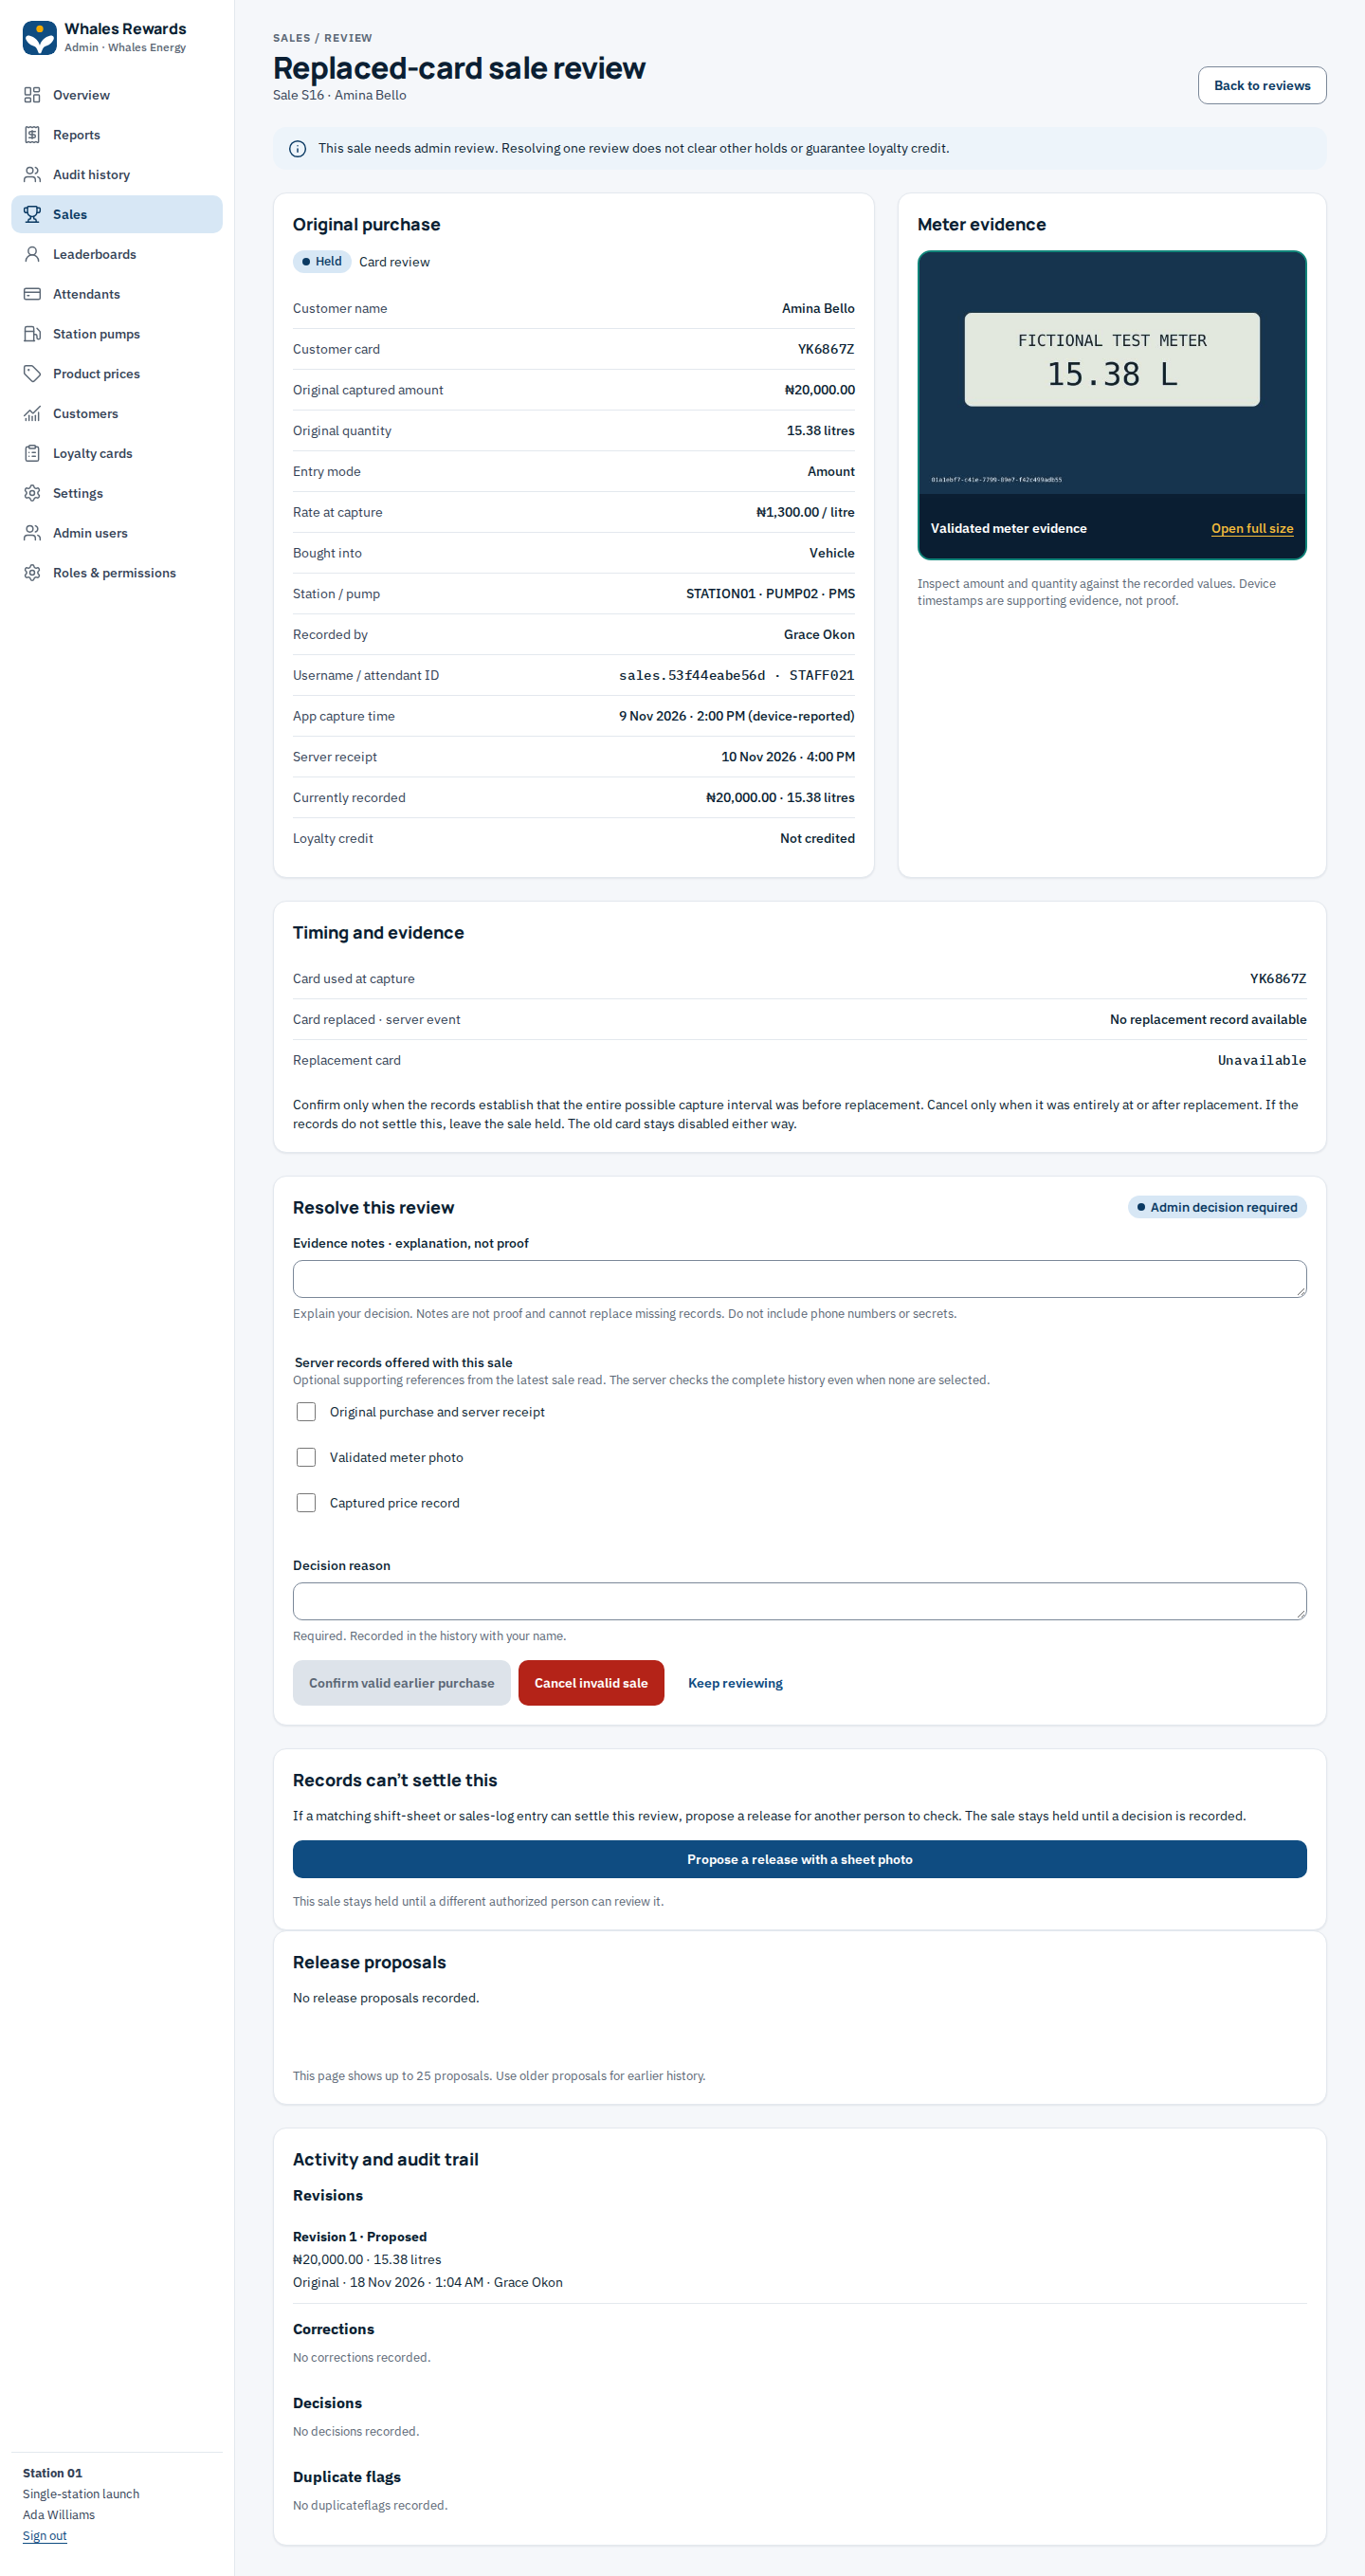 Whales Rewards
Admin · Whales Energy
Overview
Reports
Audit history
Sales
Leaderboards
Attendants
Station pumps
Product prices
Customers
Loyalty cards
Settings
Admin users
Roles & permissions
Station 01
Single-station launch
Ada Williams
Sign out
SALES / REVIEW
Replaced-card sale review
Sale S16 · Amina Bello
Back to reviews
This sale needs admin review. Resolving one review does not clear other holds or guarantee loyalty credit.
Original purchase
Held Card review
Customer name Amina Bello
Customer card YK6867Z
Original captured amount ₦20,000.00
Original quantity 15.38 litres
Entry mode Amount
Rate at capture ₦1,300.00 / litre
Bought into Vehicle
Station / pump STATION01 · PUMP02 · PMS
Recorded by Grace Okon
Username / attendant ID sales.53f44eabe56d · STAFF021
App capture time 9 Nov 2026 · 2:00 PM (device-reported)
Server receipt 10 Nov 2026 · 4:00 PM
Currently recorded ₦20,000.00 · 15.38 litres
Loyalty credit Not credited
Meter evidence
FICTIONAL TEST METER
15.38 L
Validated meter evidence Open full size
Inspect amount and quantity against the recorded values. Device
timestamps are supporting evidence, not proof.
Timing and evidence
Card used at capture YK6867Z
Card replaced · server event No replacement record available
Replacement card Unavailable
Confirm only when the records establish that the entire possible capture interval was before replacement. Cancel only when it was entirely at or after replacement. If the
records do not settle this, leave the sale held. The old card stays disabled either way.
Resolve this review
Admin decision required
Evidence notes · explanation, not proof
Explain your decision. Notes are not proof and cannot replace missing records. Do not include phone numbers or secrets.
Server records offered with this sale
Optional supporting references from the latest sale read. The server checks the complete history even when none are selected.
Original purchase and server receipt
Validated meter photo
Captured price record
Decision reason
Required. Recorded in the history with your name.
Confirm valid earlier purchase Cancel invalid sale Keep reviewing
Records can’t settle this
If a matching shift-sheet or sales-log entry can settle this review, propose a release for another person to check. The sale stays held until a decision is recorded.
Propose a release with a sheet photo
This sale stays held until a different authorized person can review it.
Release proposals
No release proposals recorded.
This page shows up to 25 proposals. Use older proposals for earlier history.
Activity and audit trail
Revisions
Revision 1 · Proposed
₦20,000.00 · 15.38 litres
Original · 18 Nov 2026 · 1:04 AM · Grace Okon
Corrections
No corrections recorded.
Decisions
No decisions recorded.
Duplicate flags
No duplicateflags recorded.